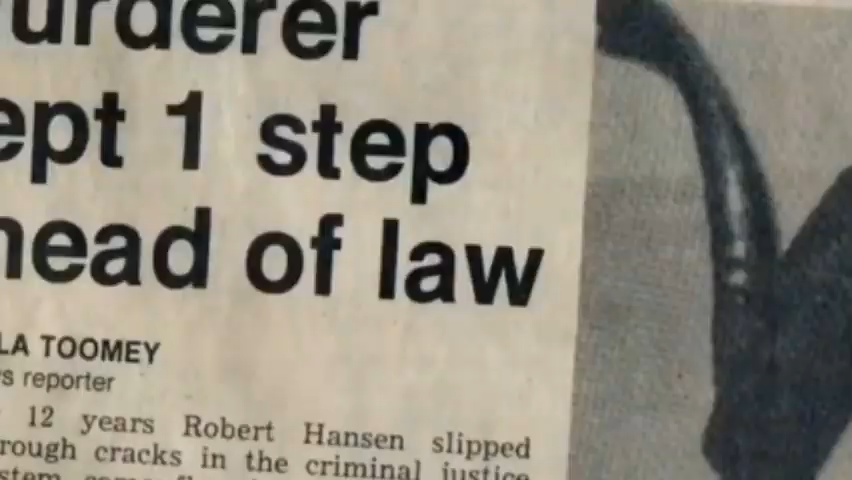 urderer
ept 1 step
head of law
LA TOOMEY
s reporter
12 years Robert Hansen slipped
rough cracks in the criminal justice